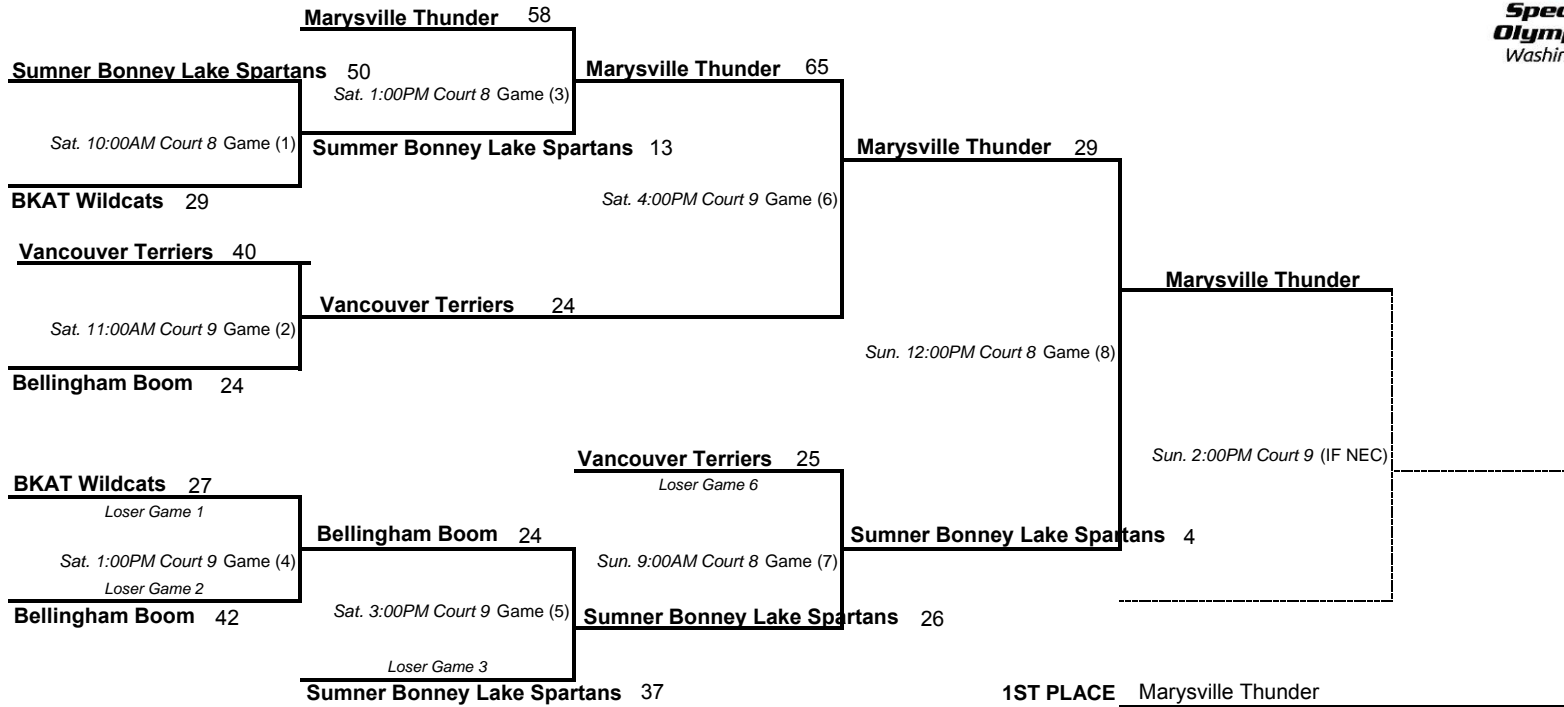 Marysville Thunder 58
Sumner Bonney Lake Spartans 50
Sat. 1:00PM Court 8 Game (3)
Marysville Thunder 65
Sat. 10:00AM Court 8 Game (1)
Summer Bonney Lake Spartans 13
BKAT Wildcats 29
Sat. 4:00PM Court 9 Game (6)
Marysville Thunder 29
Vancouver Terriers 40
Sat. 11:00AM Court 9 Game (2)
Vancouver Terriers 24
Bellingham Boom 24
Sun. 12:00PM Court 8 Game (8)
Marysville Thunder
Sun. 2:00PM Court 9 (IF NEC)
BKAT Wildcats 27
Loser Game 1
Sat. 1:00PM Court 9 Game (4)
Loser Game 2
Bellingham Boom 42
Bellingham Boom 24
Sat. 3:00PM Court 9 Game (5)
Loser Game 3
Sumner Bonney Lake Spartans 37
Vancouver Terriers 25
Loser Game 6
Sun. 9:00AM Court 8 Game (7)
Sumner Bonney Lake Spartans 26
Sumner Bonney Lake Spartans 4
1ST PLACE Marysville Thunder